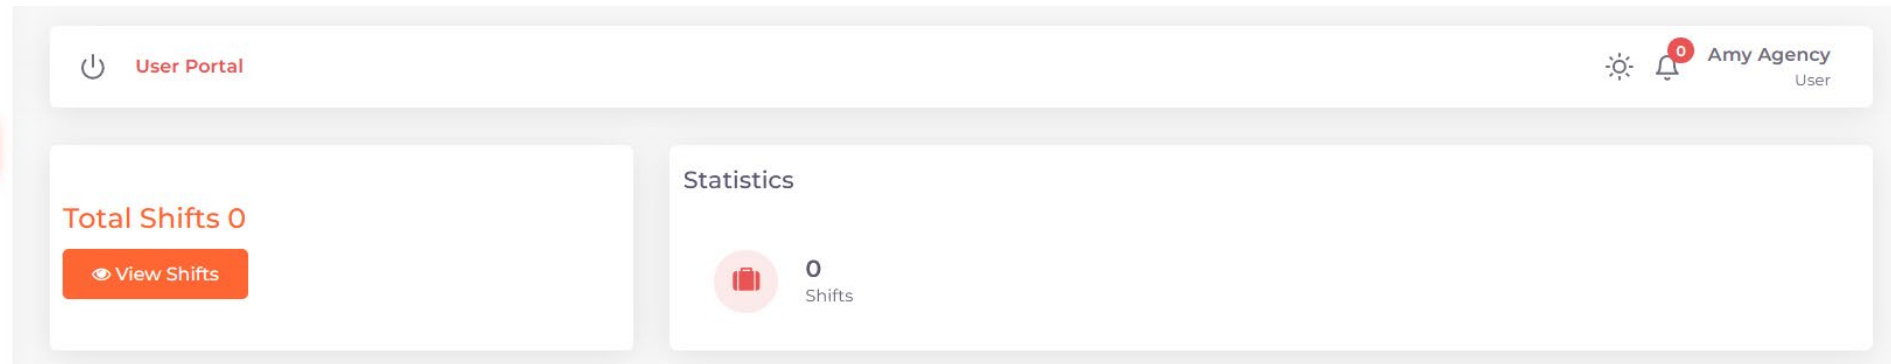 User Portal
0
Amy Agency
User
Total Shifts 0
View Shifts
Statistics
0
Shifts